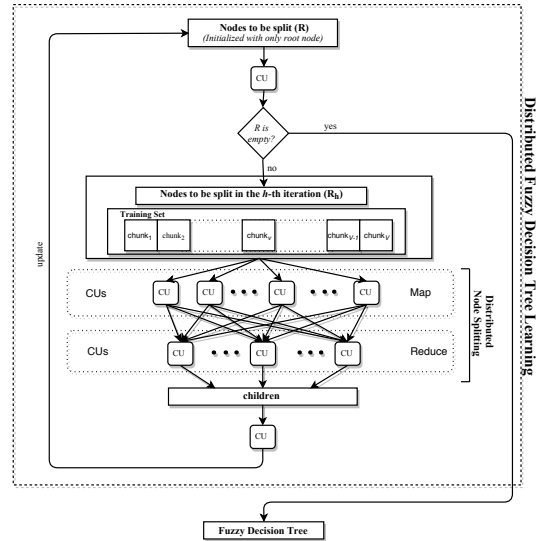 Nodes to be split (R)
(Initialized with only root node)
CU
R is
empty?
yes
no
Nodes to be split in the h-th iteration (Rh)
Training Set
chunk1 chunk2 chunkv chunkV-1 chunkV
CUs CU CU CU CU Map
CUs CU CU CU Reduce
children
CU
Fuzzy Decision Tree
update
Distributed
Node Splitting
Distributed Fuzzy Decision Tree Learning